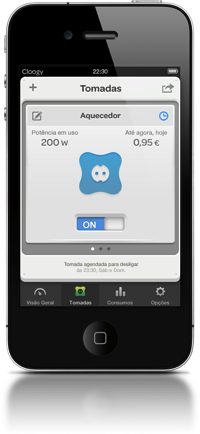 Cloogy 22:30
+ Tomadas
Aquecedor
Potência em uso Até agora, hoje
200 W 0,95 €
ON
Tomada agendada para desligar
às 23:30, Sáb e Dom.
Visão Geral Tomadas Consumos Opções